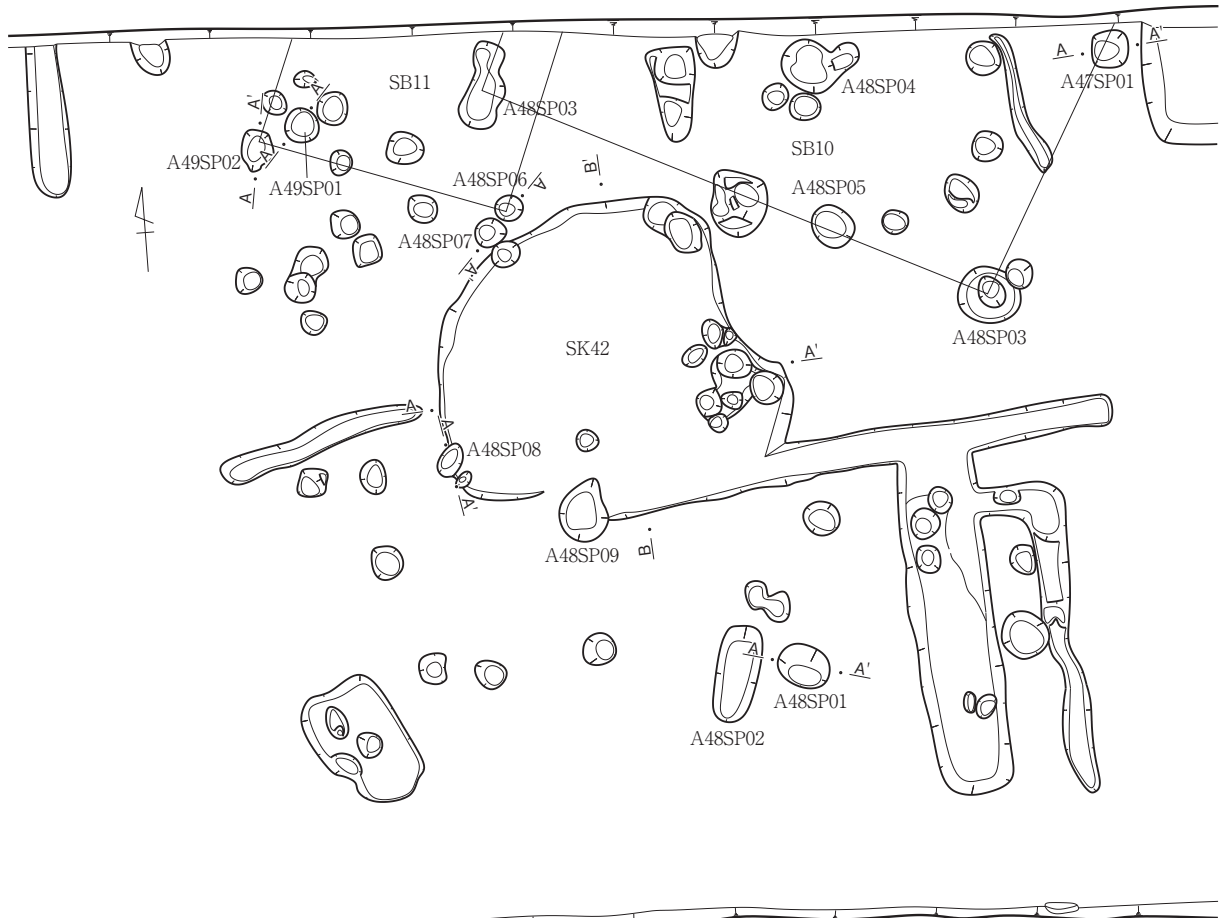 A
A'
A47SP01
SB11
A48SP03
A48SP04
A'
A'
A
A49SP02
A49SP01
A
SB10
B'
A48SP06
A'
A48SP05
A48SP07
A'
SK42
A48SP03
A'
A
A
A48SP08
A'
A48SP09
B
A
A'
A48SP01
A48SP02